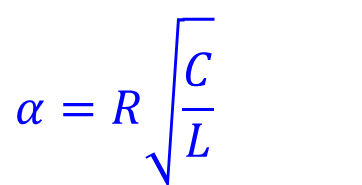 α = R √(C/L)